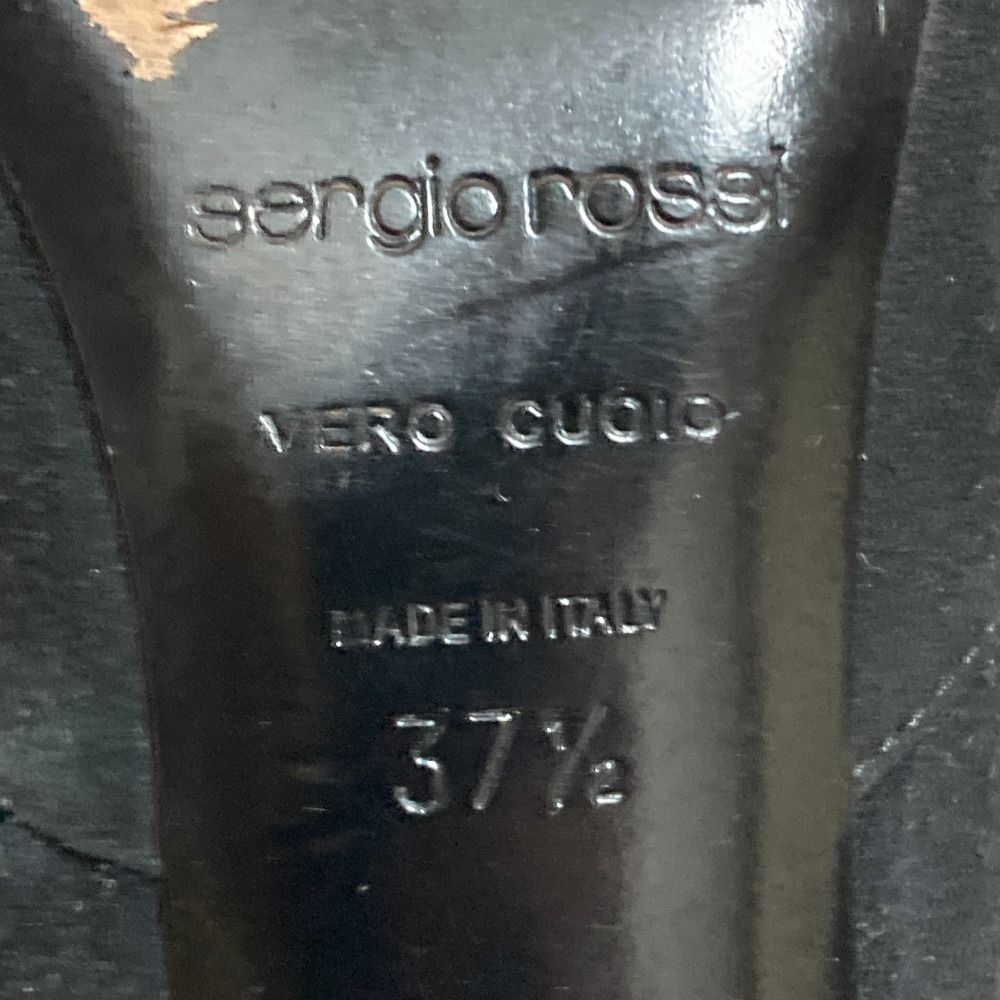 sergio rossi
VERO CUOIO
MADE IN ITALY
37½